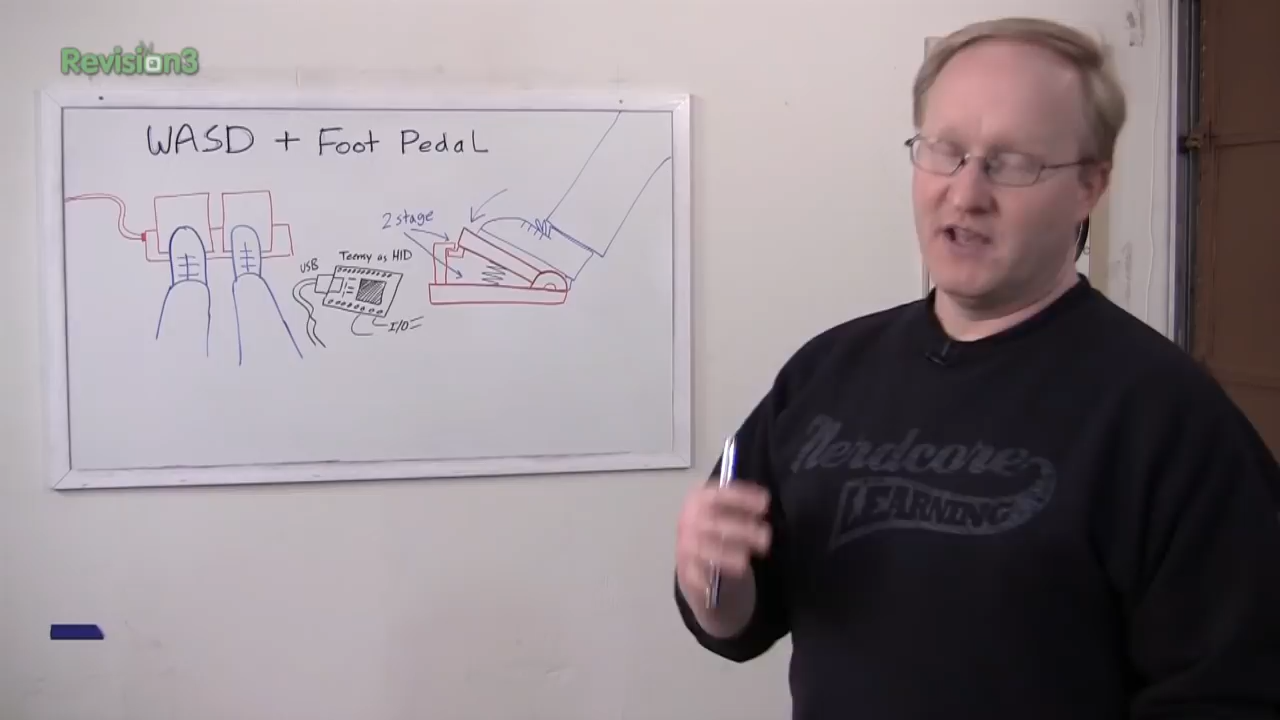 Revision3
WASD + Foot Pedal
2 stage
Teensy as HID
USB
I/O
Nerdcore
LEARNING